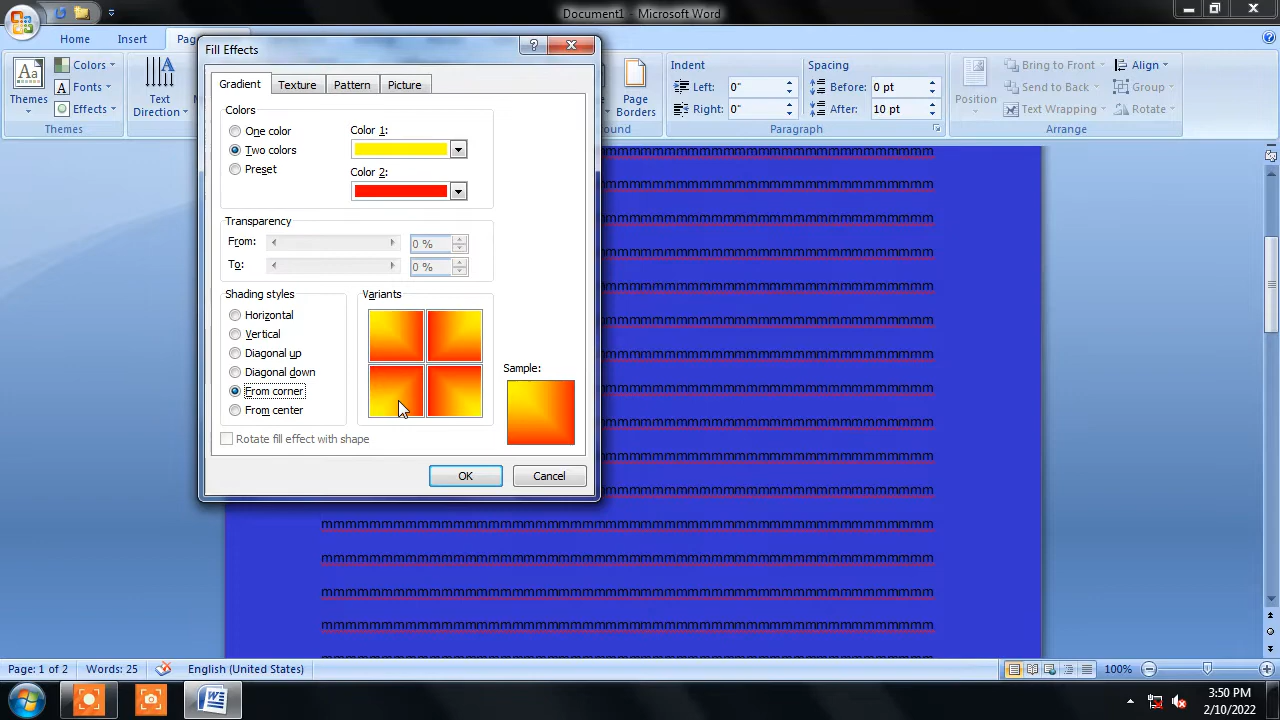 Document1 - Microsoft Word
Home
Insert
Pag
Fill Effects
Themes
Colors
Fonts
Effects
Themes
Text
Direction
Page
Borders
ound
Indent
Left: 0"
Right: 0"
Spacing
Before: 0 pt
After: 10 pt
Paragraph
Position
Bring to Front
Send to Back
Text Wrapping
Align
Group
Rotate
Arrange
Gradient
Texture
Pattern
Picture
Colors
One color
Two colors
Preset
Color 1:
Color 2:
Transparency
From: 0 %
To: 0 %
Shading styles
Horizontal
Vertical
Diagonal up
Diagonal down
From corner
From center
Variants
Sample:
Rotate fill effect with shape
OK
Cancel
Page: 1 of 2
Words: 25
English (United States)
100%
3:50 PM
2/10/2022